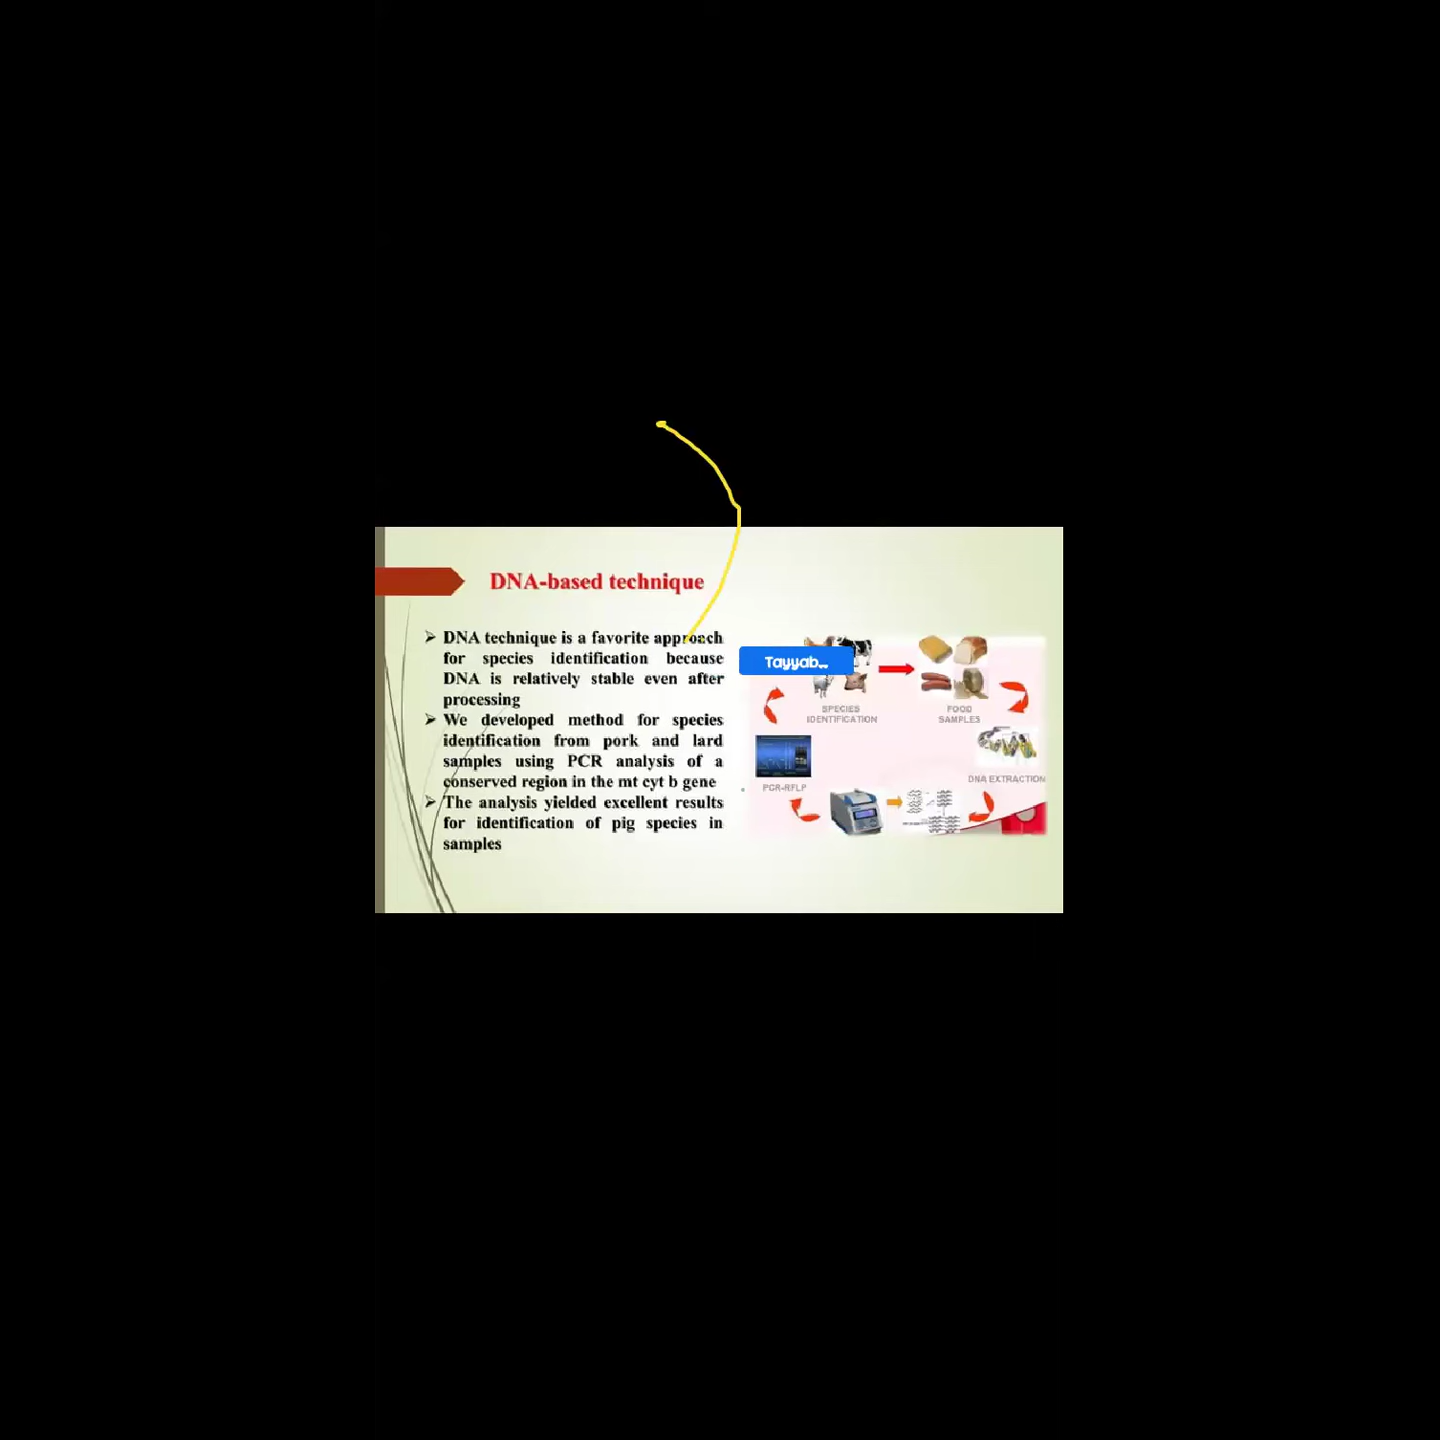 DNA-based technique
➢ DNA technique is a favorite approach
for species identification because
DNA is relatively stable even after
processing
➢ We developed method for species
identification from pork and lard
samples using PCR analysis of a
conserved region in the mt cyt b gene
➢ The analysis yielded excellent results
for identification of pig species in
samples
Tayyab...
SPECIES
IDENTIFICATION
FOOD
SAMPLES
DNA EXTRACTION
PCR-RFLP